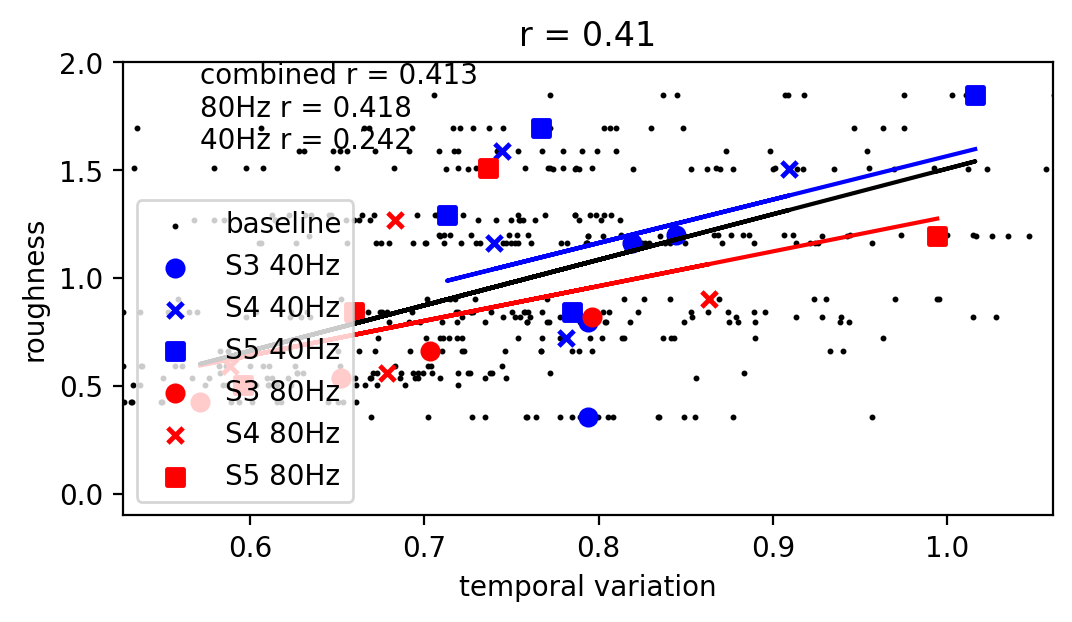 r = 0.41
combined r = 0.413
80Hz r = 0.418
40Hz r = 0.242
roughness
2.0
1.5
1.0
0.5
0.0
baseline
S3 40Hz
S4 40Hz
S5 40Hz
S3 80Hz
S4 80Hz
S5 80Hz
0.6 0.7 0.8 0.9 1.0
temporal variation